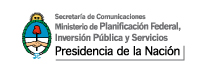 Secretaría de Comunicaciones
Ministerio de Planificación Federal,
Inversión Pública y Servicios
Presidencia de la Nación